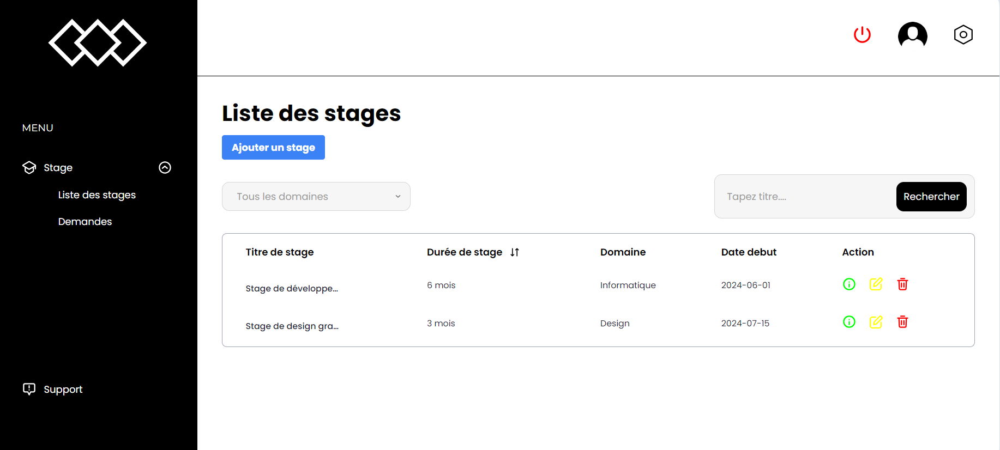 MENU
Stage
Liste des stages
Demandes
Support
Liste des stages
Ajouter un stage
Tous les domaines
Tapez titre....
Rechercher
Titre de stage Durée de stage Domaine Date debut Action
Stage de développe... 6 mois Informatique 2024-06-01
Stage de design gra... 3 mois Design 2024-07-15